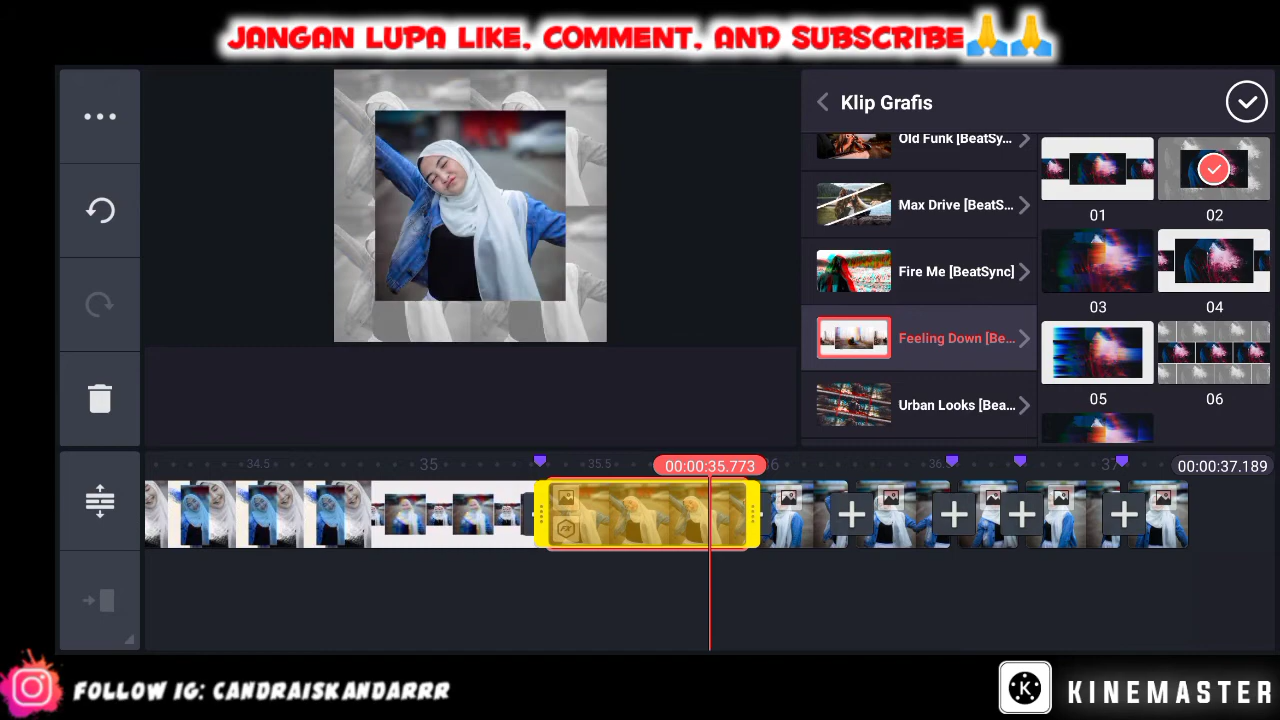 JANGAN LUPA LIKE, COMMENT, AND SUBSCRIBE🙏🙏
Klip Grafis
Old Funk [BeatSy...
Max Drive [BeatS...
Fire Me [BeatSync]
Feeling Down [Be...
Urban Looks [Bea...
01
02
03
04
05
06
34.5
35
35.5
00:00:35.773
36.5
37
00:00:37.189
FX
FOLLOW IG: CANDRAISKANDARRR
K
KINEMASTER